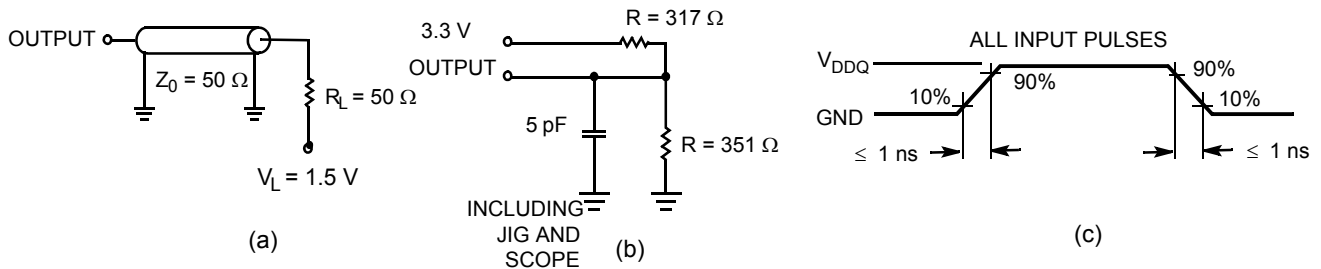 OUTPUT
Z0 = 50 Ω
RL = 50 Ω
VL = 1.5 V
(a)
R = 317 Ω
3.3 V
OUTPUT
5 pF
R = 351 Ω
INCLUDING
JIG AND
SCOPE
(b)
ALL INPUT PULSES
VDDQ
90%
90%
10%
10%
GND
≤ 1 ns
≤ 1 ns
(c)